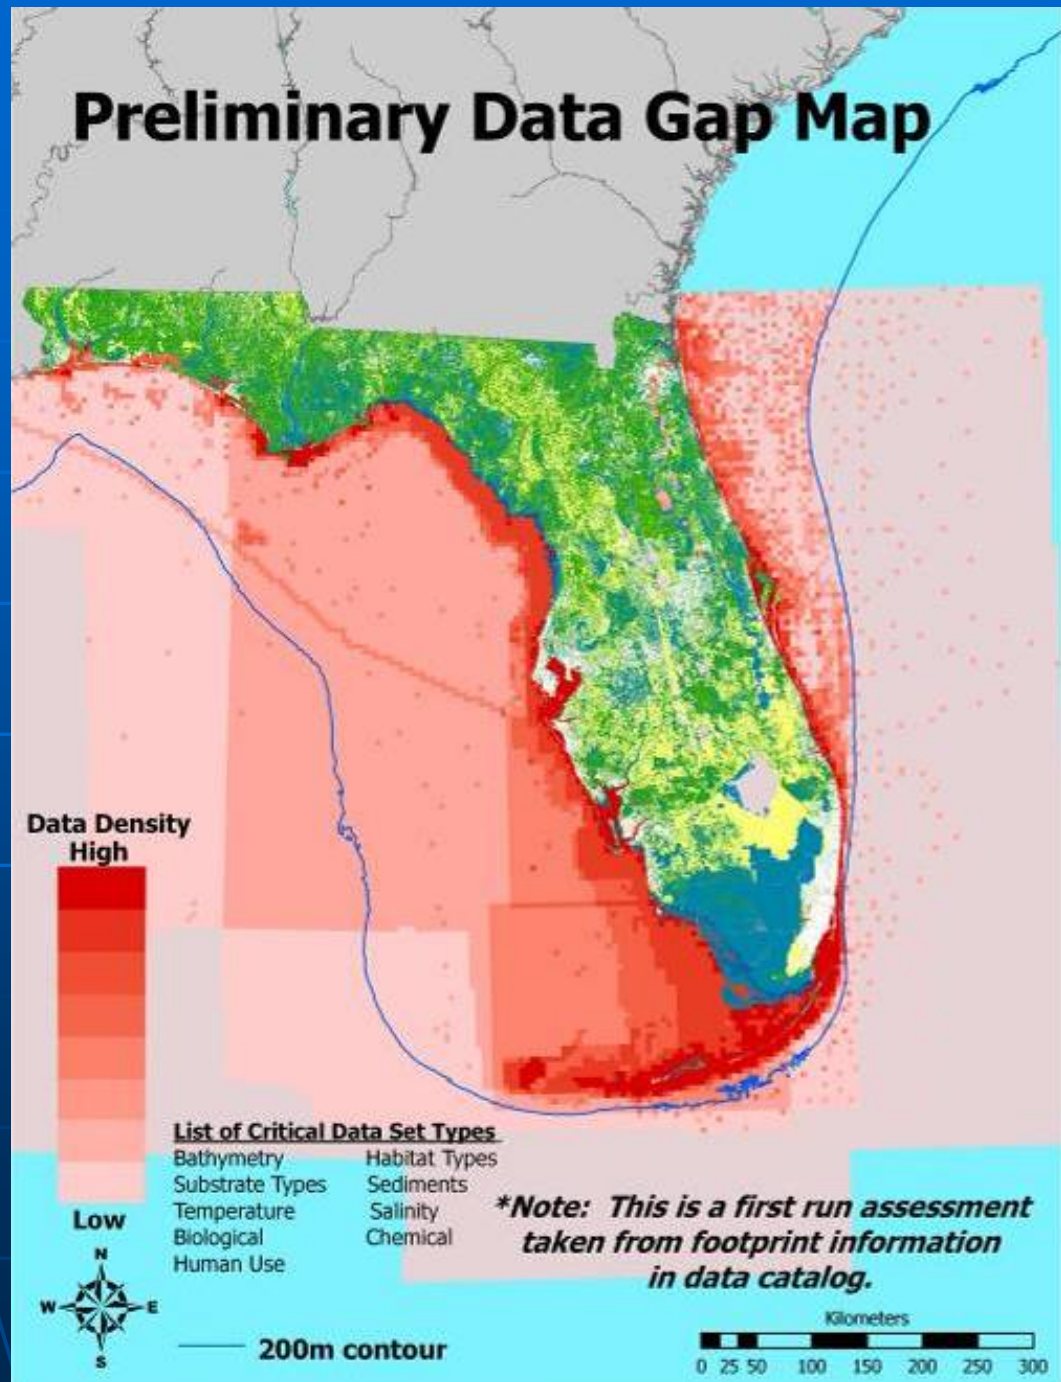 Preliminary Data Gap Map
Data Density
High
Low
List of Critical Data Set Types
Bathymetry Habitat Types
Substrate Types Sediments
Temperature Salinity
Biological Chemical
Human Use
*Note: This is a first run assessment
taken from footprint information
in data catalog.
N
W E
S
200m contour
Kilometers
0 25 50 100 150 200 250 300